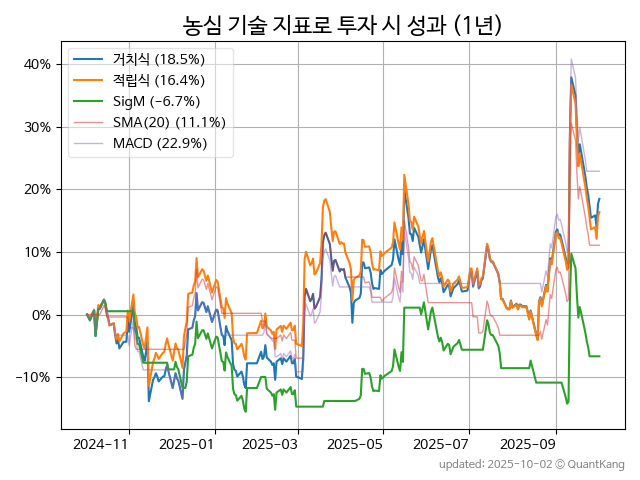 농심 기술 지표로 투자 시 성과 (1년)
거치식 (18.5%)
적립식 (16.4%)
SigM (−6.7%)
SMA(20) (11.1%)
MACD (22.9%)
40%
30%
20%
10%
0%
−10%
2024-11 2025-01 2025-03 2025-05 2025-07 2025-09
updated: 2025-10-02 ⓒ QuantKang